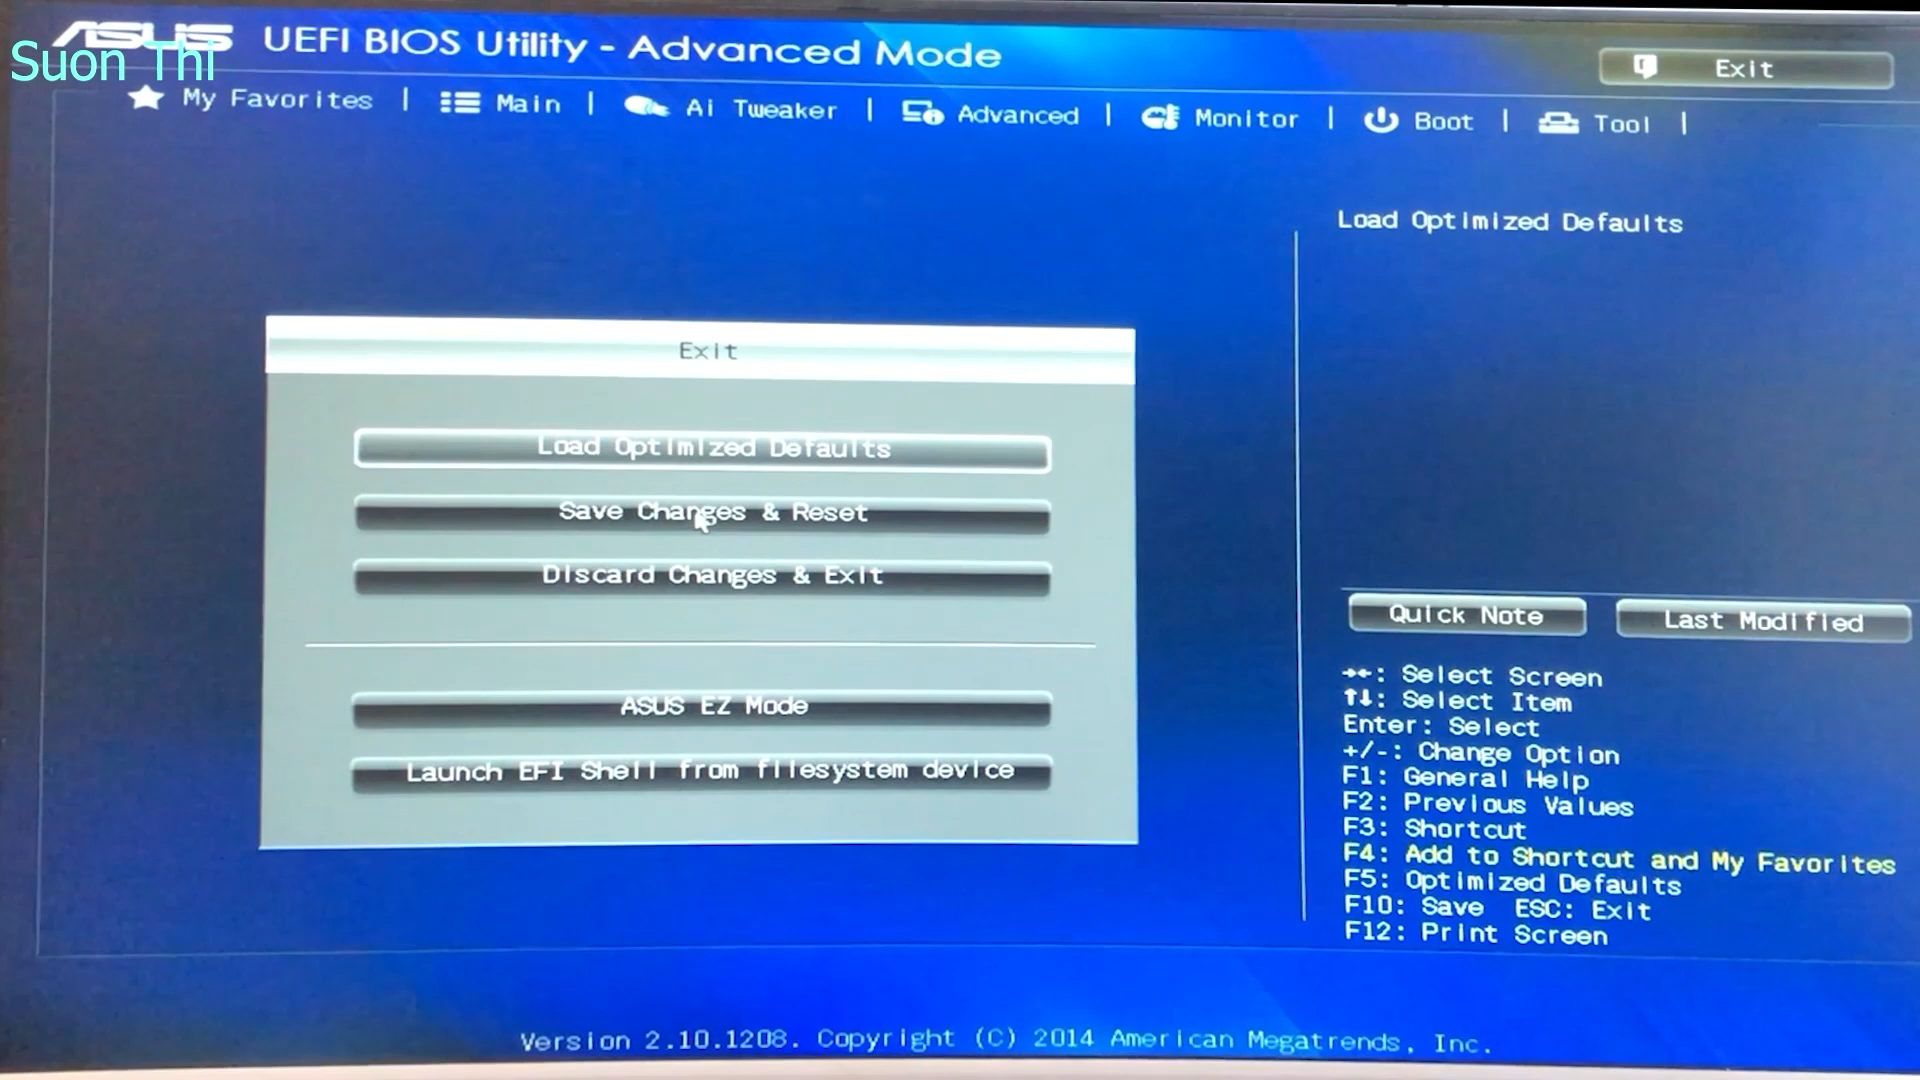 ASUS UEFI BIOS Utility - Advanced Mode
Suon Thi
Exit
My Favorites | Main | Ai Tweaker | Advanced | Monitor | Boot | Tool |
Load Optimized Defaults
Exit
Load Optimized Defaults
Save Changes & Reset
Discard Changes & Exit
ASUS EZ Mode
Launch EFI Shell from filesystem device
Quick Note
Last Modified
→←: Select Screen
↑↓: Select Item
Enter: Select
+/-: Change Option
F1: General Help
F2: Previous Values
F3: Shortcut
F4: Add to Shortcut and My Favorites
F5: Optimized Defaults
F10: Save ESC: Exit
F12: Print Screen
Version 2.10.1208. Copyright (C) 2014 American Megatrends, Inc.